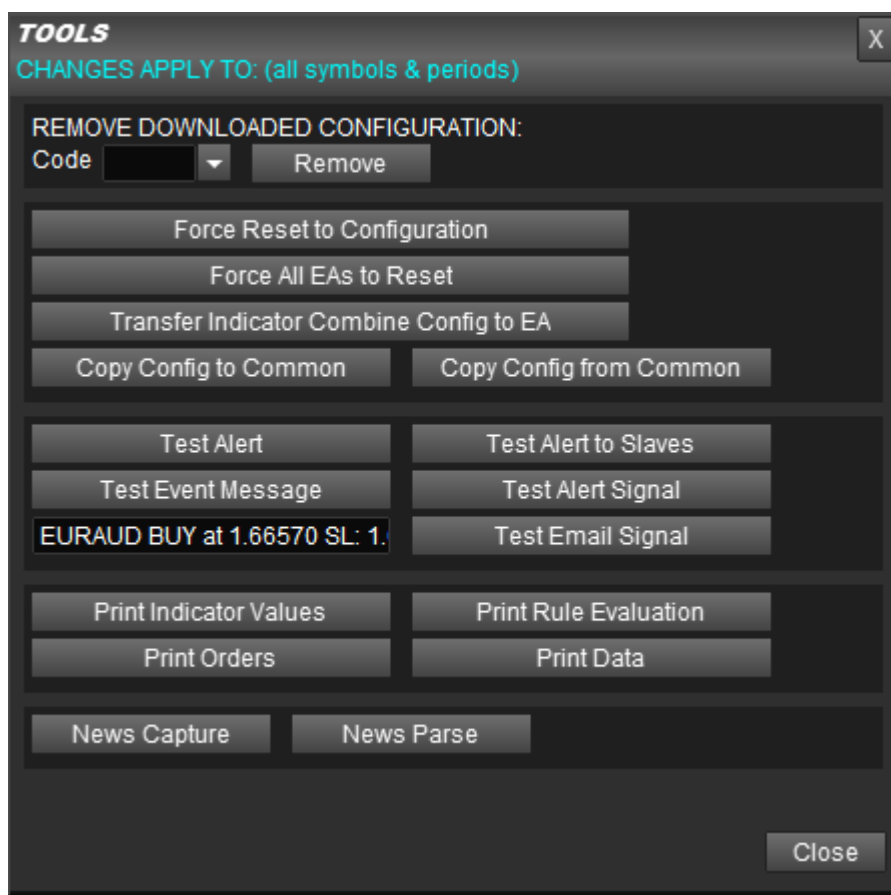 TOOLS
X
CHANGES APPLY TO: (all symbols & periods)
REMOVE DOWNLOADED CONFIGURATION:
Code
Remove
Force Reset to Configuration
Force All EAs to Reset
Transfer Indicator Combine Config to EA
Copy Config to Common
Copy Config from Common
Test Alert
Test Alert to Slaves
Test Event Message
Test Alert Signal
EURAUD BUY at 1.66570 SL: 1.
Test Email Signal
Print Indicator Values
Print Rule Evaluation
Print Orders
Print Data
News Capture
News Parse
Close